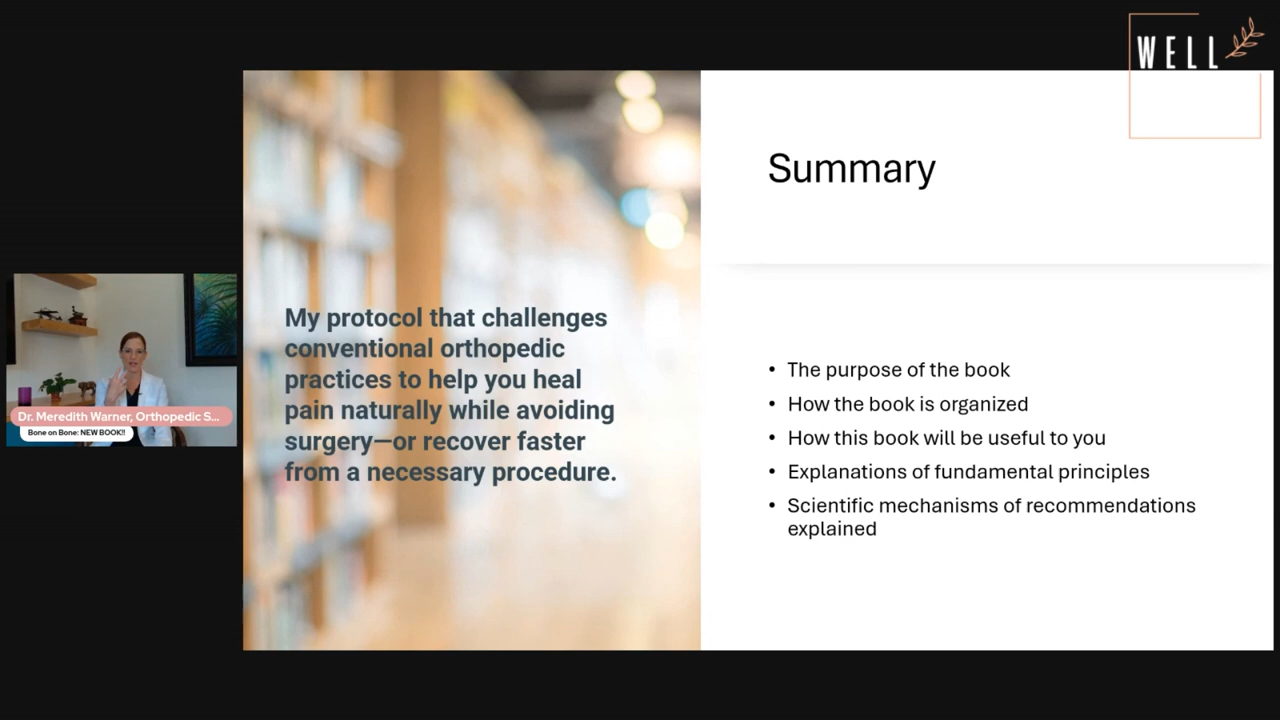 WELL
Summary
My protocol that challenges
conventional orthopedic
practices to help you heal
pain naturally while avoiding
surgery—or recover faster
from a necessary procedure.
• The purpose of the book
• How the book is organized
• How this book will be useful to you
• Explanations of fundamental principles
• Scientific mechanisms of recommendations
explained
Dr. Meredith Warner, Orthopedic S...
Bone on Bone: NEW BOOK!!